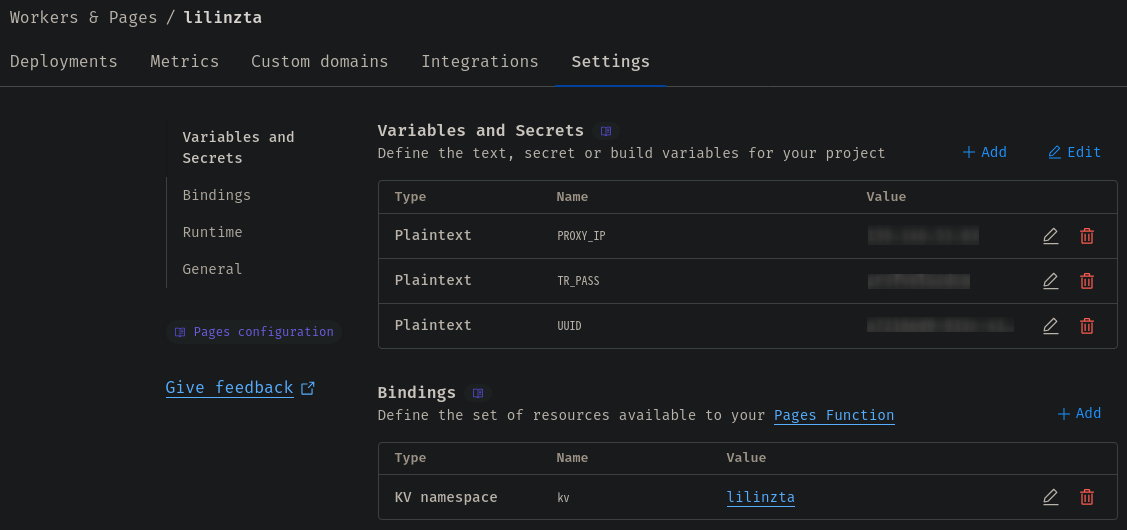 Workers & Pages / lilinzta
Deployments Metrics Custom domains Integrations Settings
Variables and
Secrets
Bindings
Runtime
General
Pages configuration
Give feedback
Variables and Secrets
Define the text, secret or build variables for your project
+ Add Edit
Type Name Value
Plaintext PROXY_IP
Plaintext TR_PASS
Plaintext UUID
Bindings
Define the set of resources available to your Pages Function
+ Add
Type Name Value
KV namespace kv lilinzta